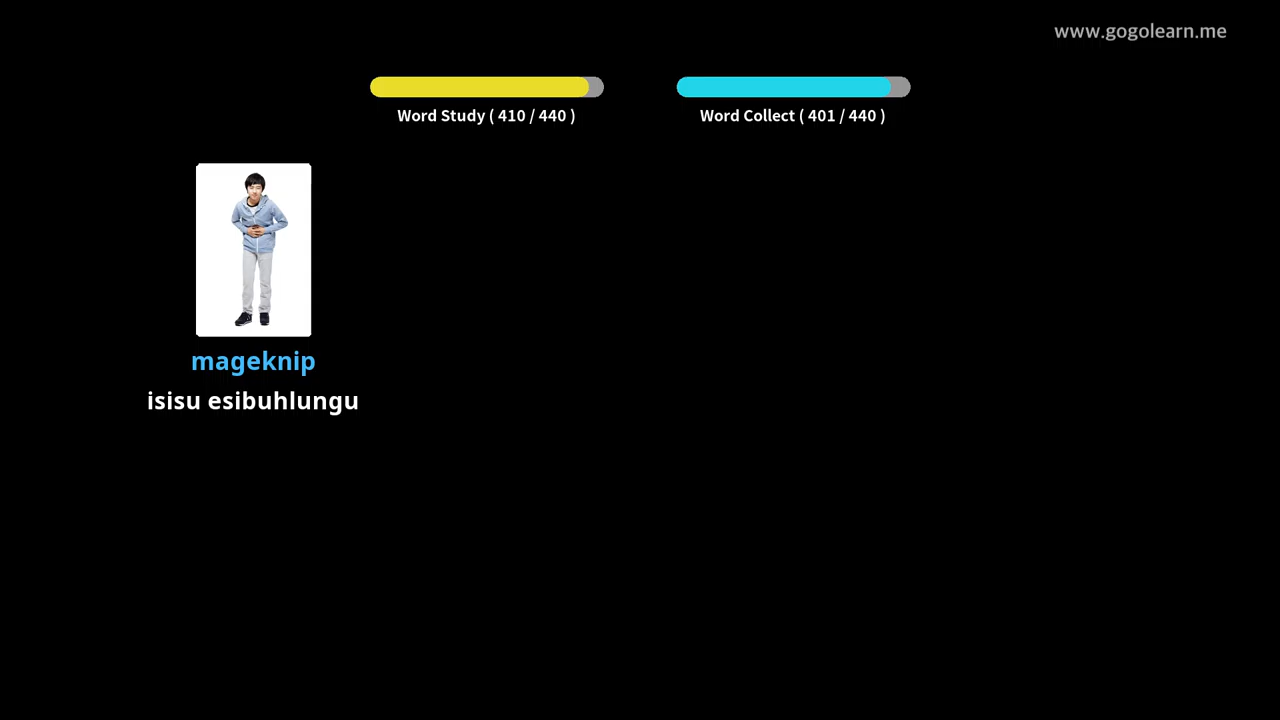 www.gogolearn.me
Word Study ( 410 / 440 )
Word Collect ( 401 / 440 )
mageknip
isisu esibuhlungu